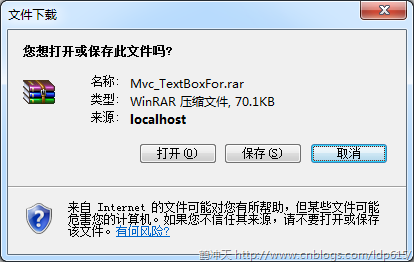 文件下载
您想打开或保存此文件吗?
名称: Mvc_TextBoxFor.rar
类型: WinRAR 压缩文件, 70.1KB
来源: localhost
打开(O) 保存(S) 取消
来自 Internet 的文件可能对您有所帮助，但某些文件可能
危害您的计算机。如果您不信任其来源，请不要打开或保存
该文件。有何风险?
鹤冲天 http://www.cnblogs.com/ldp615/